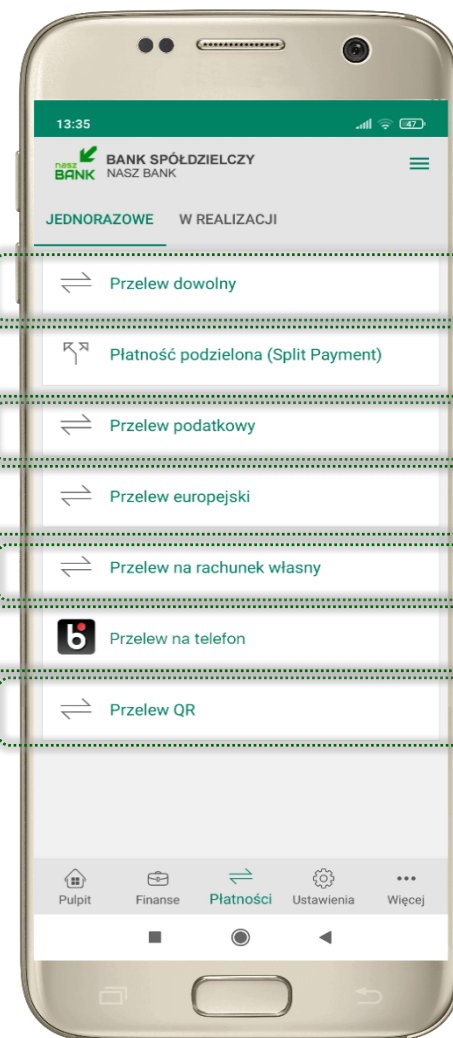 13:35
47
nasz BANK
BANK SPÓŁDZIELCZY
NASZ BANK
JEDNORAZOWE W REALIZACJI
Przelew dowolny
Płatność podzielona (Split Payment)
Przelew podatkowy
Przelew europejski
Przelew na rachunek własny
Przelew na telefon
Przelew QR
Pulpit Finanse Płatności Ustawienia Więcej